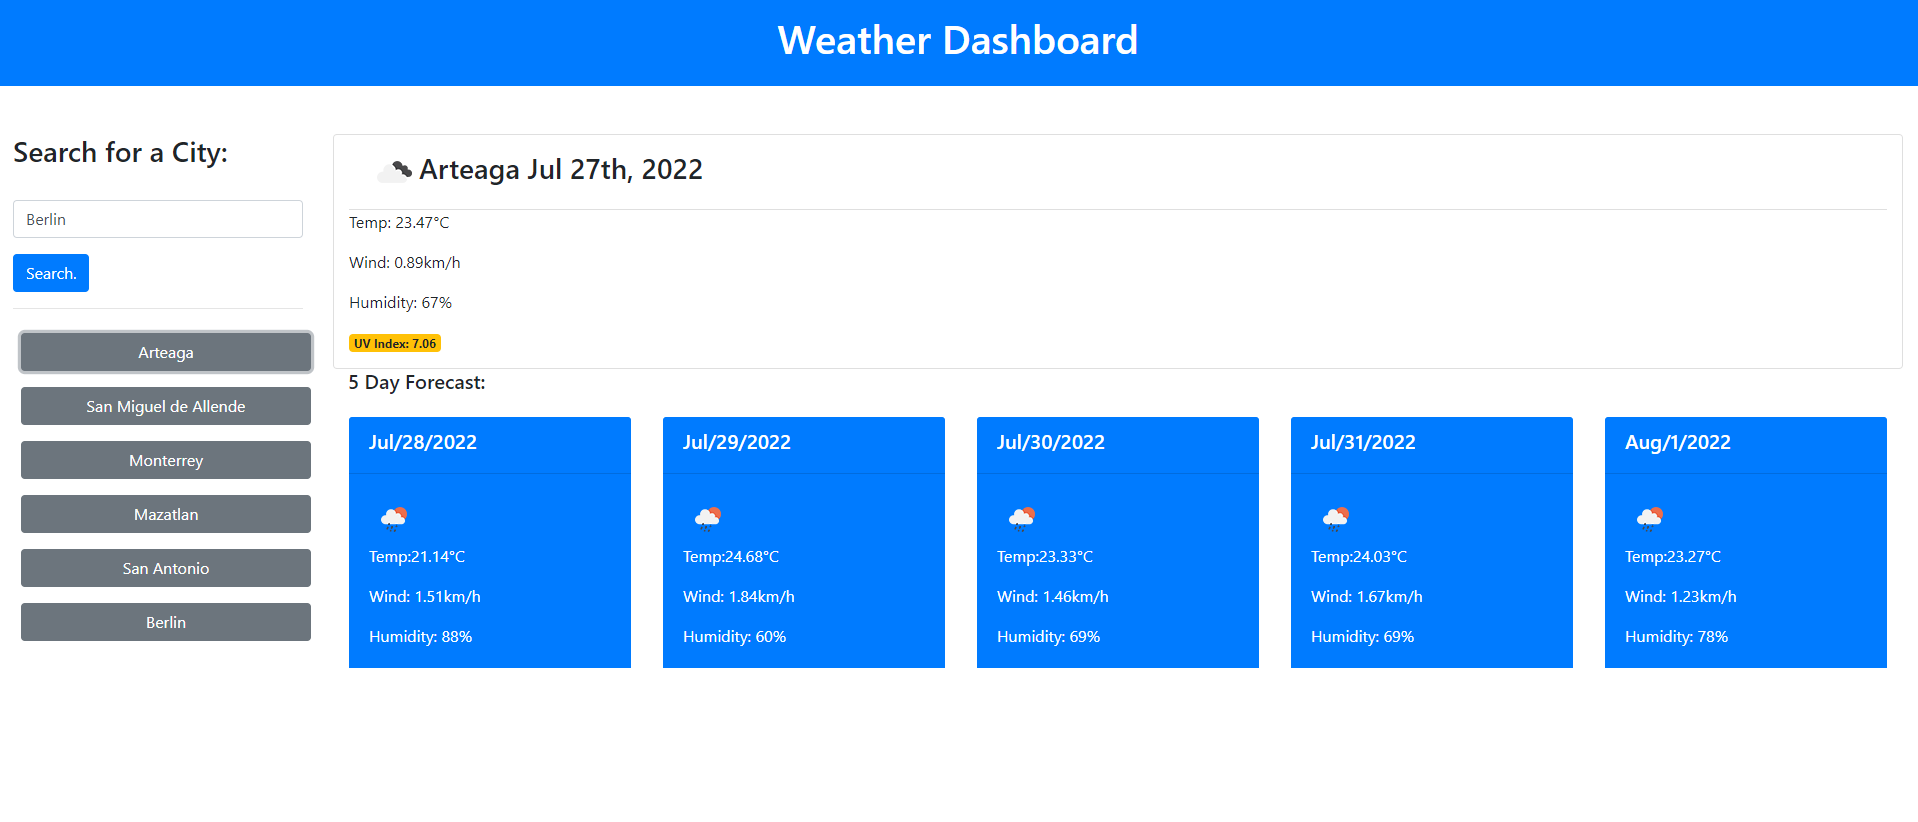 Weather Dashboard
Search for a City:
Berlin
Search.
Arteaga
San Miguel de Allende
Monterrey
Mazatlan
San Antonio
Berlin
Arteaga Jul 27th, 2022
Temp: 23.47°C
Wind: 0.89km/h
Humidity: 67%
UV Index: 7.06
5 Day Forecast:
Jul/28/2022
Temp:21.14°C
Wind: 1.51km/h
Humidity: 88%
Jul/29/2022
Temp:24.68°C
Wind: 1.84km/h
Humidity: 60%
Jul/30/2022
Temp:23.33°C
Wind: 1.46km/h
Humidity: 69%
Jul/31/2022
Temp:24.03°C
Wind: 1.67km/h
Humidity: 69%
Aug/1/2022
Temp:23.27°C
Wind: 1.23km/h
Humidity: 78%